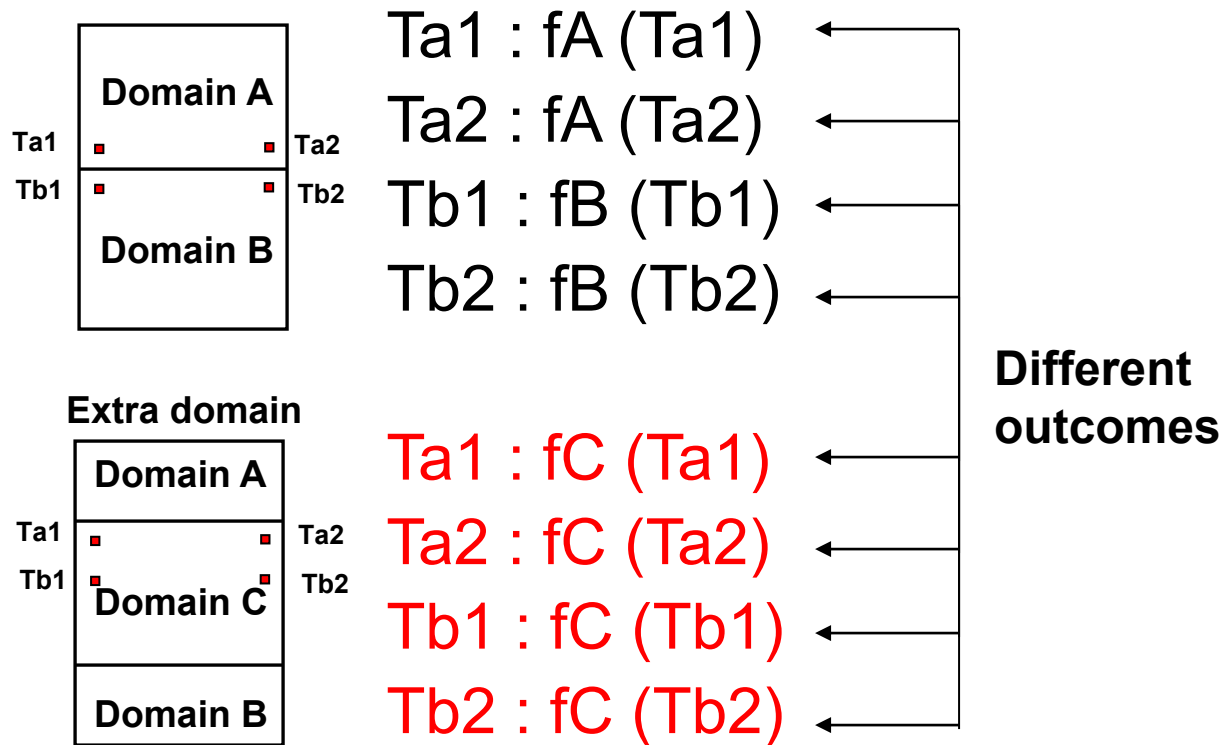 Domain A
Ta1
Ta2
Tb1
Tb2
Domain B
Ta1 : fA (Ta1)
Ta2 : fA (Ta2)
Tb1 : fB (Tb1)
Tb2 : fB (Tb2)
Different
outcomes
Extra domain
Domain A
Ta1
Ta2
Tb1
Tb2
Domain C
Domain B
Ta1 : fC (Ta1)
Ta2 : fC (Ta2)
Tb1 : fC (Tb1)
Tb2 : fC (Tb2)